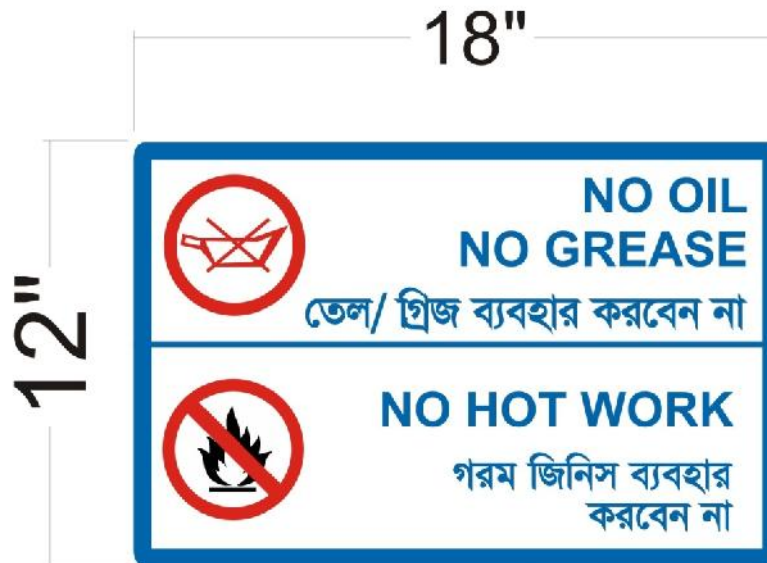 18"
12"
NO OIL
NO GREASE
তেল/ গ্রিজ ব্যবহার করবেন না
NO HOT WORK
গরম জিনিস ব্যবহার
করবেন না